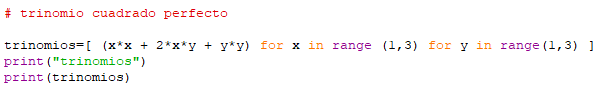 # trinomio cuadrado perfecto
trinomios=[ (x*x + 2*x*y + y*y) for x in range (1,3) for y in range(1,3) ]
print("trinomios")
print(trinomios)